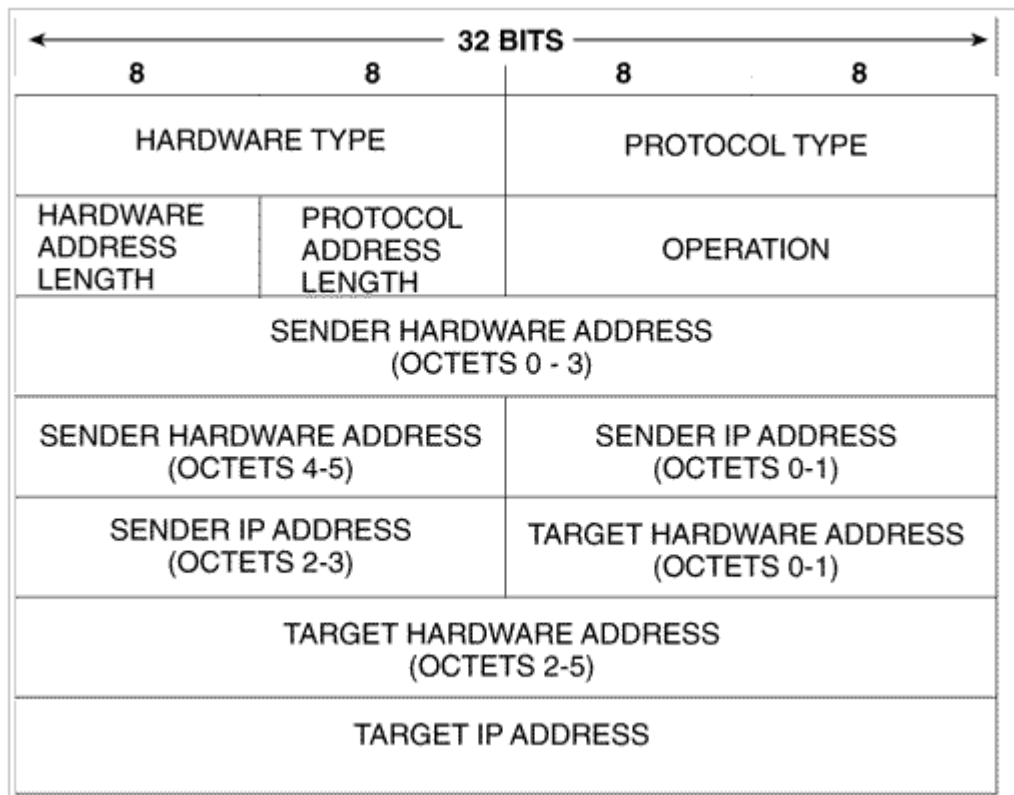 32 BITS
8 8 8 8
HARDWARE TYPE PROTOCOL TYPE
HARDWARE
ADDRESS
LENGTH
PROTOCOL
ADDRESS
LENGTH
OPERATION
SENDER HARDWARE ADDRESS
(OCTETS 0 - 3)
SENDER HARDWARE ADDRESS
(OCTETS 4-5)
SENDER IP ADDRESS
(OCTETS 0-1)
SENDER IP ADDRESS
(OCTETS 2-3)
TARGET HARDWARE ADDRESS
(OCTETS 0-1)
TARGET HARDWARE ADDRESS
(OCTETS 2-5)
TARGET IP ADDRESS